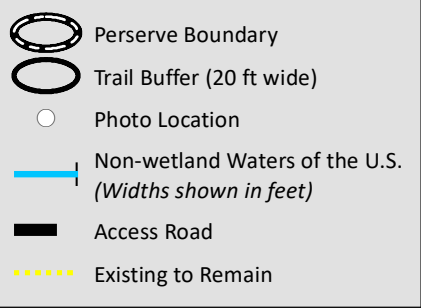 Perserve Boundary
Trail Buffer (20 ft wide)
Photo Location
Non-wetland Waters of the U.S.
(Widths shown in feet)
Access Road
Existing to Remain